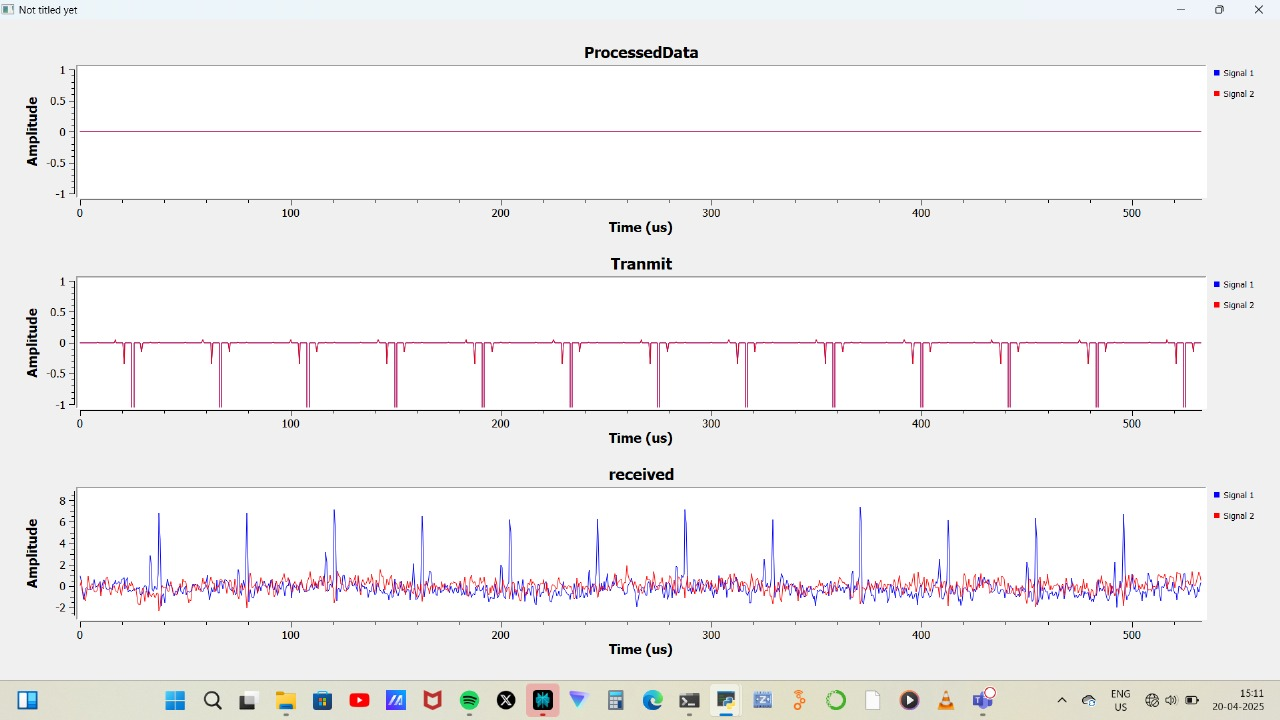 Not titled yet
ProcessedData
Amplitude
1
0.5
0
-0.5
-1
0 100 200 300 400 500
Time (us)
Signal 1
Signal 2
Tranmit
Amplitude
1
0.5
0
-0.5
-1
0 100 200 300 400 500
Time (us)
Signal 1
Signal 2
received
Amplitude
8
6
4
2
0
-2
0 100 200 300 400 500
Time (us)
Signal 1
Signal 2
ENG 15:11
US 20-04-2025